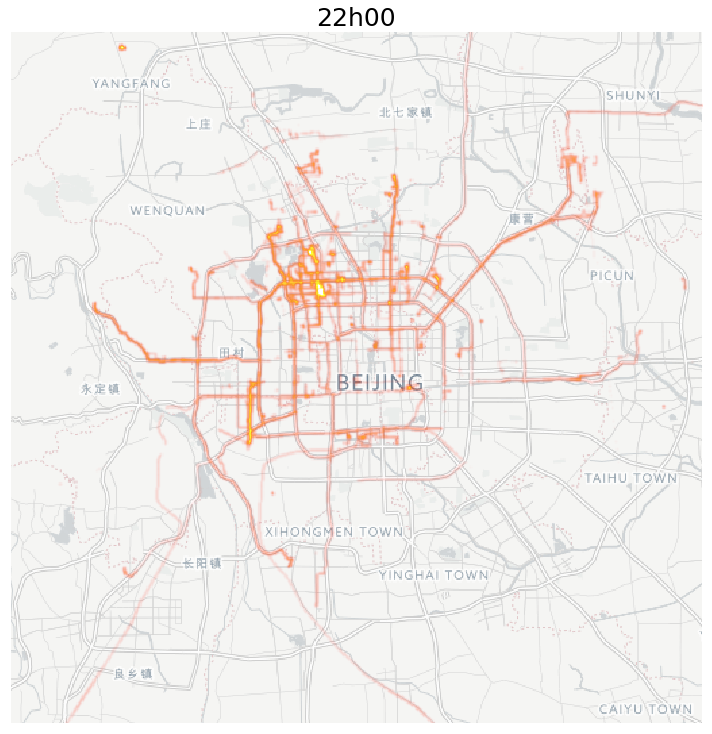 22h00
YANGFANG
SHUNYI
北七家镇
上庄
WENQUAN
康营
PICUN
田村
BEIJING
永定镇
TAIHU TOWN
XIHONGMEN TOWN
长阳镇
YINGHAI TOWN
良乡镇
CAIYU TOWN